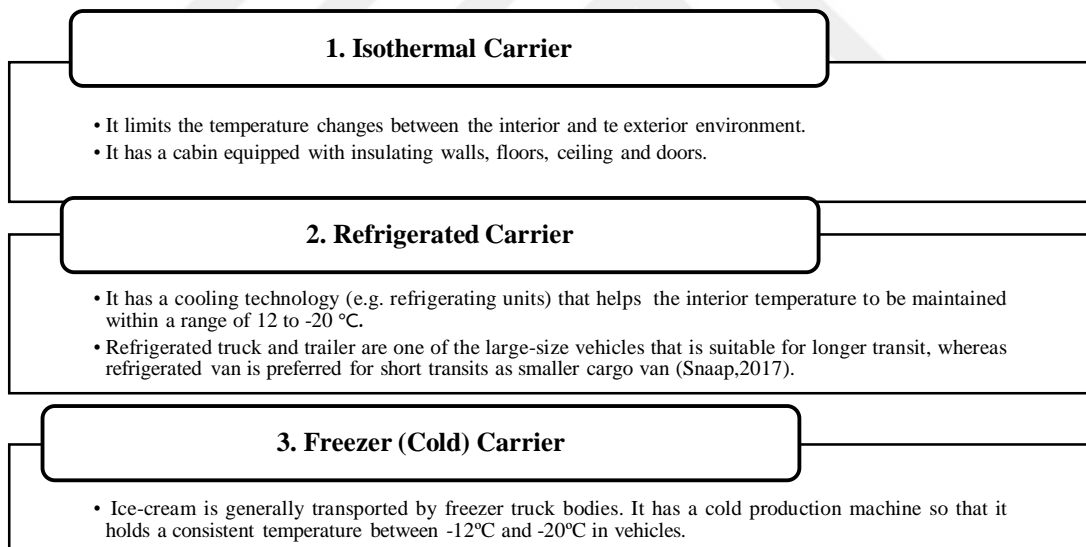 1. Isothermal Carrier
• It limits the temperature changes between the interior and te exterior environment.
• It has a cabin equipped with insulating walls, floors, ceiling and doors.
2. Refrigerated Carrier
• It has a cooling technology (e.g. refrigerating units) that helps the interior temperature to be maintained
within a range of 12 to -20 °C.
• Refrigerated truck and trailer are one of the large-size vehicles that is suitable for longer transit, whereas
refrigerated van is preferred for short transits as smaller cargo van (Snaap,2017).
3. Freezer (Cold) Carrier
• Ice-cream is generally transported by freezer truck bodies. It has a cold production machine so that it
holds a consistent temperature between -12ºC and -20ºC in vehicles.